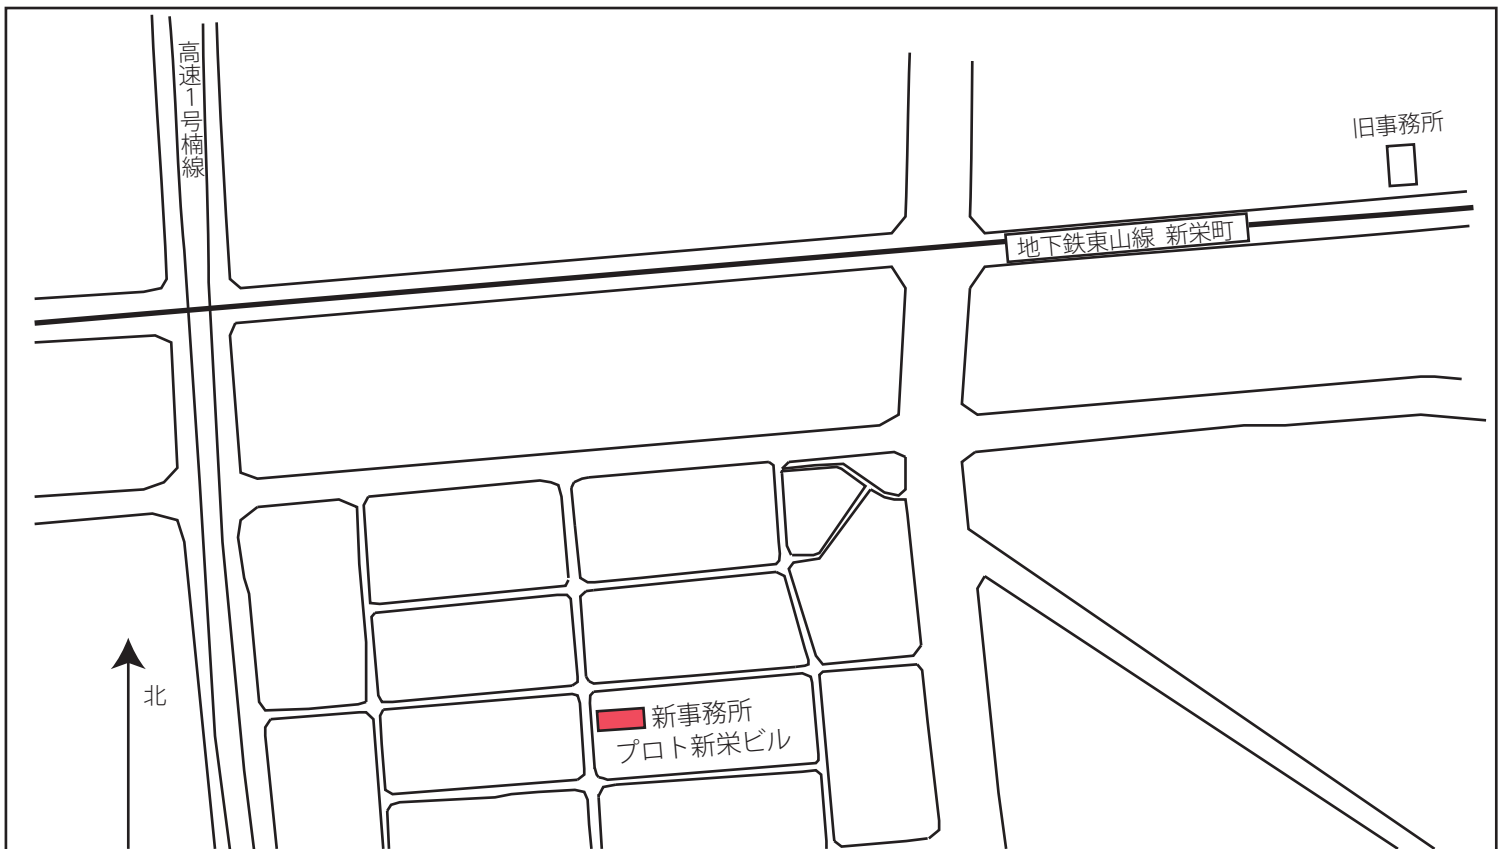 高速1号楠線
旧事務所
地下鉄東山線 新栄町
北
新事務所
プロト新栄ビル